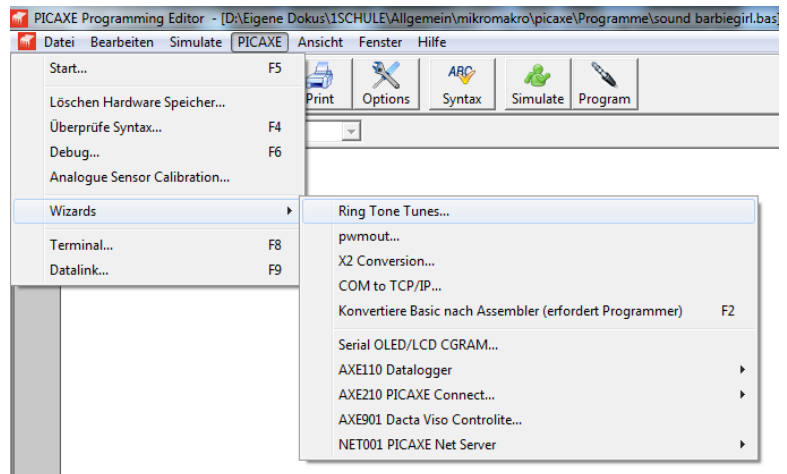 PICAXE Programming Editor - [D:\Eigene Dokus\1SCHULE\Allgemein\mikromakro\picaxe\Programme\sound barbiegirl.bas]
Datei Bearbeiten Simulate PICAXE Ansicht Fenster Hilfe
Print Options Syntax Simulate Program
ABC
Start... F5
Löschen Hardware Speicher...
Überprüfe Syntax... F4
Debug... F6
Analogue Sensor Calibration...
Wizards
Terminal... F8
Datalink... F9
Ring Tone Tunes...
pwmout...
X2 Conversion...
COM to TCP/IP...
Konvertiere Basic nach Assembler (erfordert Programmer) F2
Serial OLED/LCD CGRAM...
AXE110 Datalogger
AXE210 PICAXE Connect...
AXE901 Dacta Viso Controlite...
NET001 PICAXE Net Server